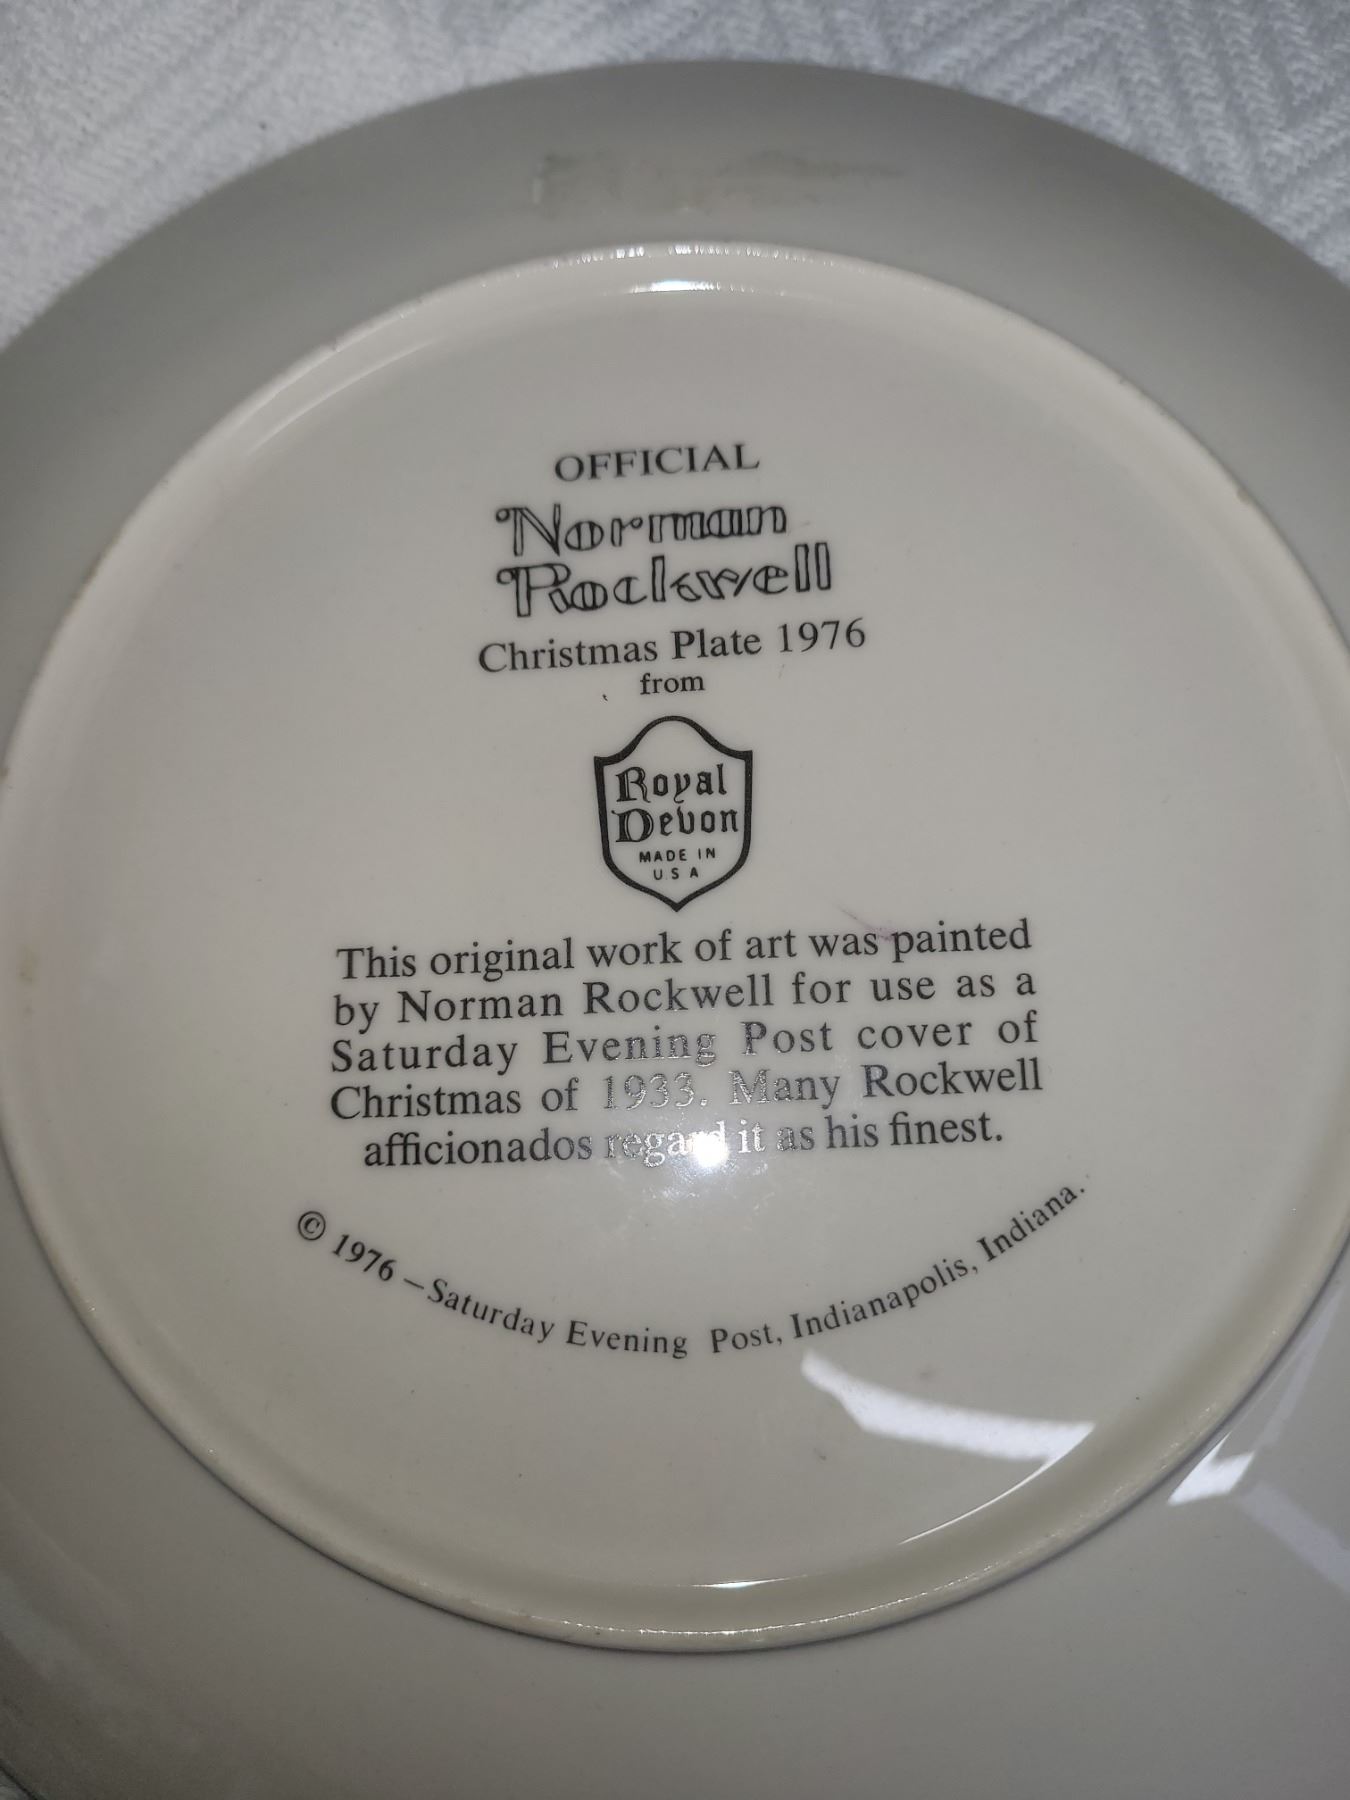 OFFICIAL
Norman
Rockwell
Christmas Plate 1976
from
Royal
Devon
MADE IN
U.S A
This original work of art was painted
by Norman Rockwell for use as a
Saturday Evening Post cover of
Christmas of 1933. Many Rockwell
afficionados regard it as his finest.
© 1976 – Saturday Evening Post, Indianapolis, Indiana.